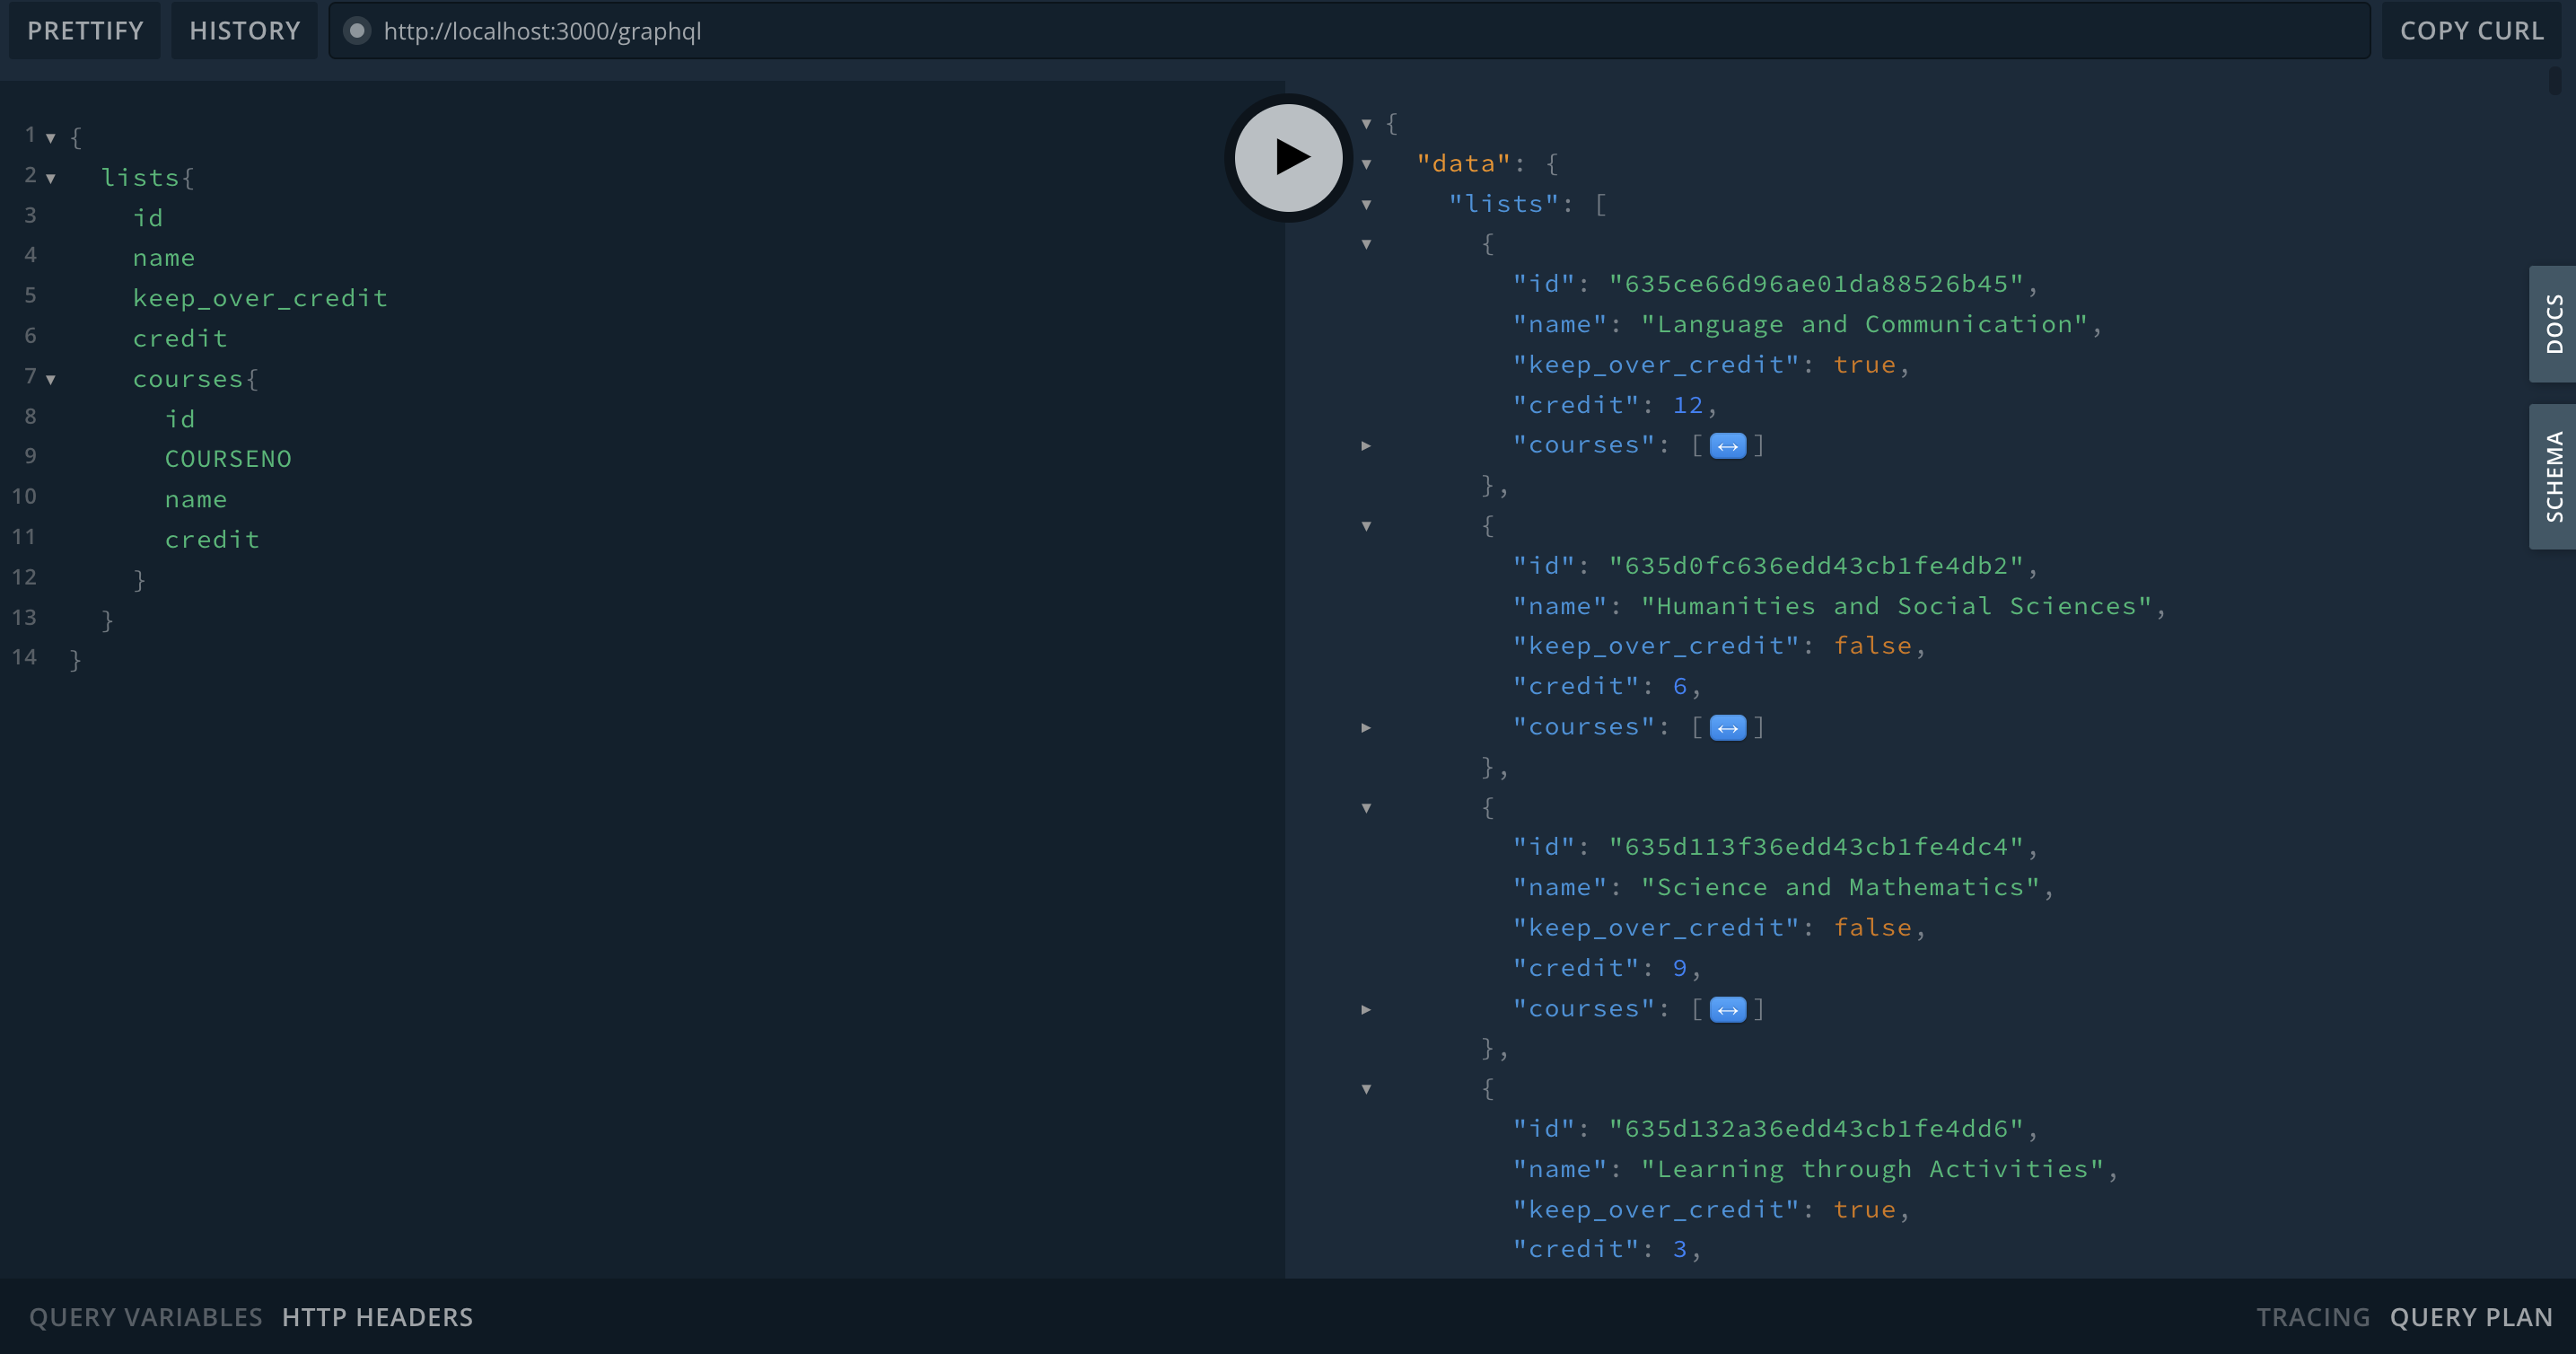 PRETTIFY HISTORY http://localhost:3000/graphql COPY CURL
1 {
2 lists{
3 id
4 name
5 keep_over_credit
6 credit
7 courses{
8 id
9 COURSENO
10 name
11 credit
12 }
13 }
14 }
{
"data": {
"lists": [
{
"id": "635ce66d96ae01da88526b45",
"name": "Language and Communication",
"keep_over_credit": true,
"credit": 12,
"courses": [↔]
},
{
"id": "635d0fc636edd43cb1fe4db2",
"name": "Humanities and Social Sciences",
"keep_over_credit": false,
"credit": 6,
"courses": [↔]
},
{
"id": "635d113f36edd43cb1fe4dc4",
"name": "Science and Mathematics",
"keep_over_credit": false,
"credit": 9,
"courses": [↔]
},
{
"id": "635d132a36edd43cb1fe4dd6",
"name": "Learning through Activities",
"keep_over_credit": true,
"credit": 3,
DOCS
SCHEMA
QUERY VARIABLES HTTP HEADERS
TRACING QUERY PLAN